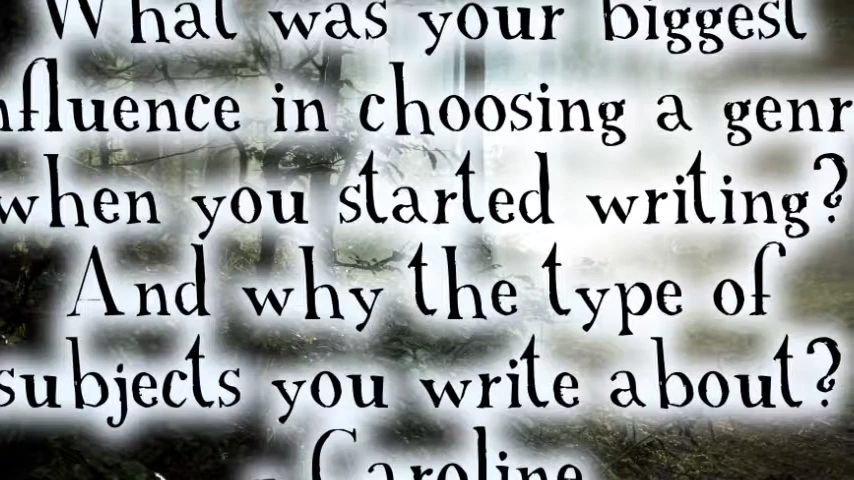 What was your biggest
nfluence in choosing a genr
when you started writing?
And why the type of
subjects you write about?
- Caroline